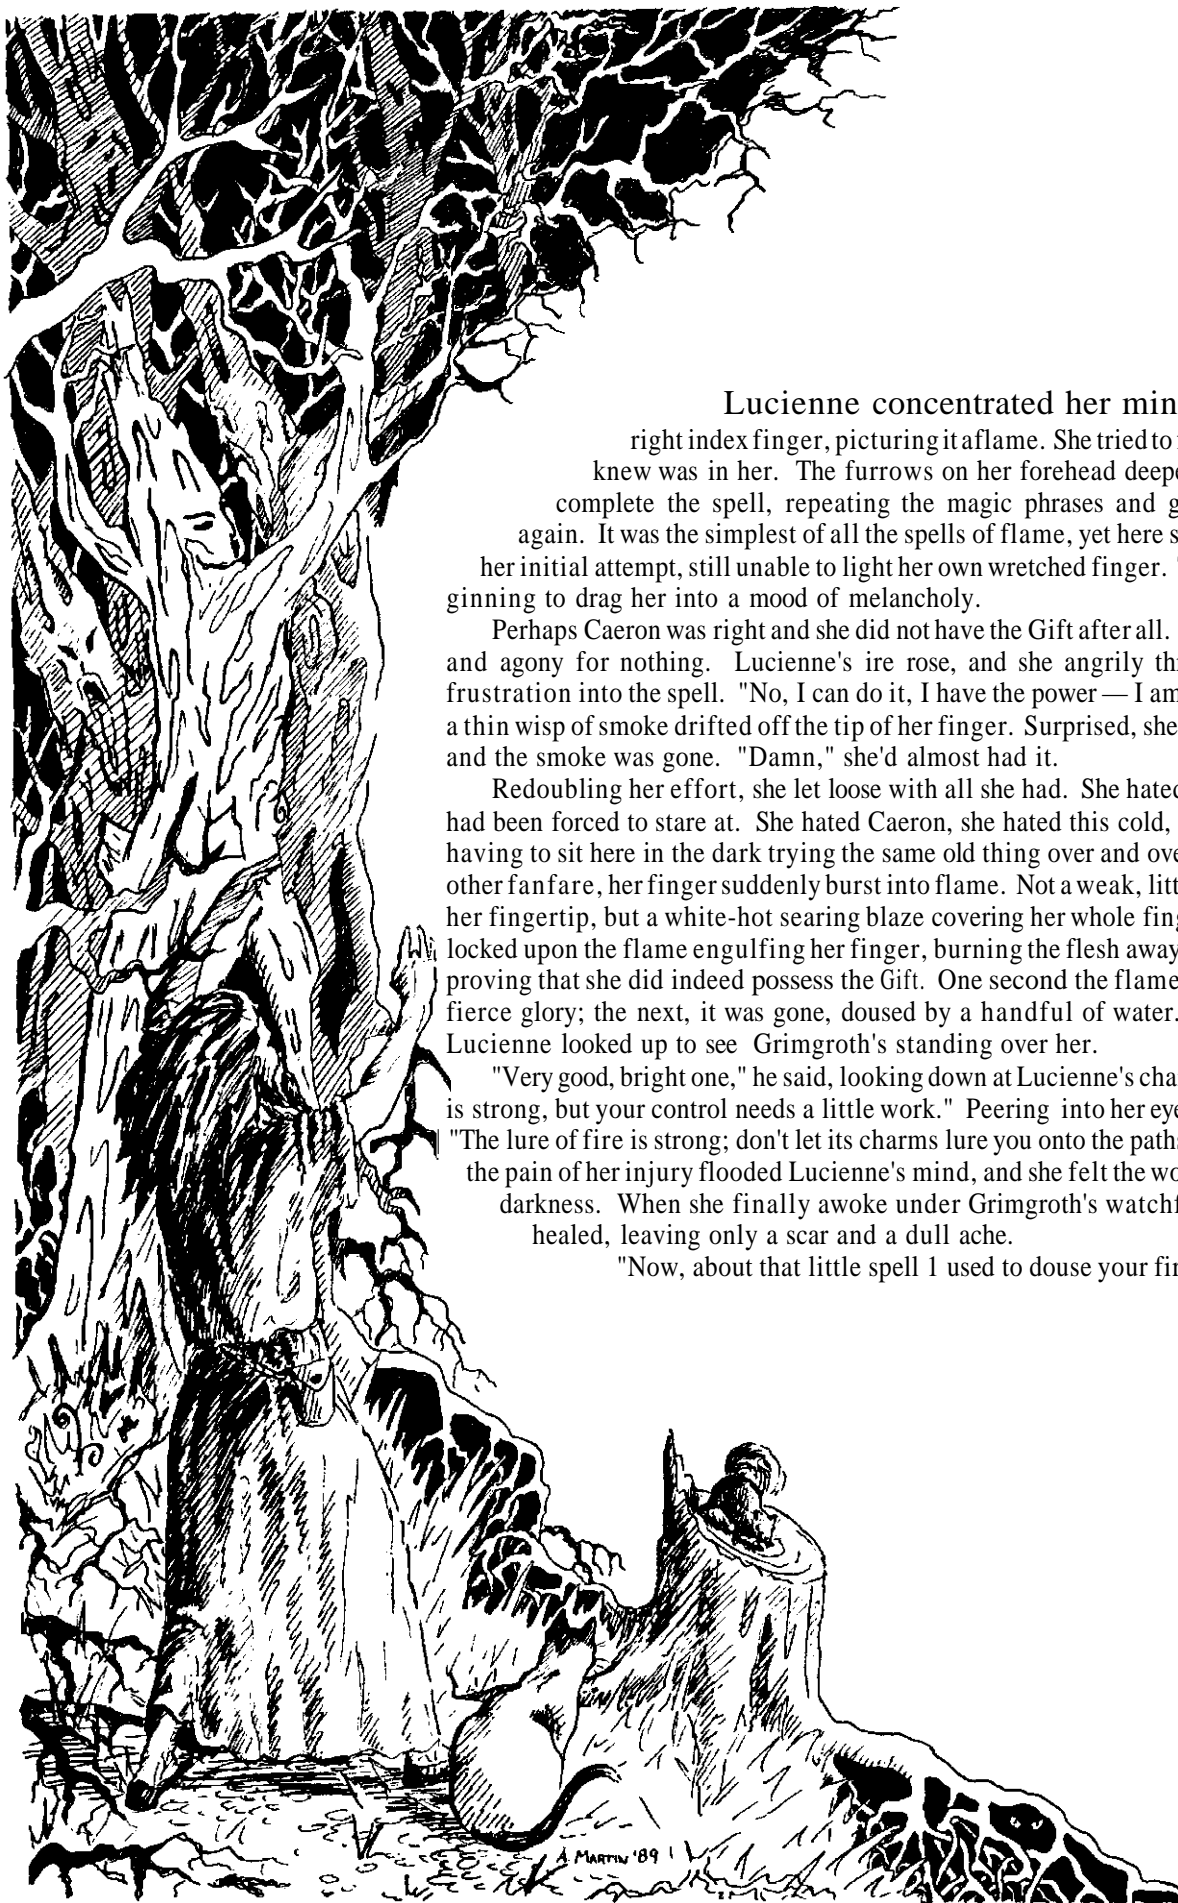 Lucienne concentrated her min
right index finger, picturing it aflame. She tried to
knew was in her. The furrows on her forehead deepe
complete the spell, repeating the magic phrases and g
again. It was the simplest of all the spells of flame, yet here s
her initial attempt, still unable to light her own wretched finger.
ginning to drag her into a mood of melancholy.
Perhaps Caeron was right and she did not have the Gift after all.
and agony for nothing. Lucienne's ire rose, and she angrily th
frustration into the spell. "No, I can do it, I have the power — I am
a thin wisp of smoke drifted off the tip of her finger. Surprised, she
and the smoke was gone. "Damn," she'd almost had it.
Redoubling her effort, she let loose with all she had. She hated
had been forced to stare at. She hated Caeron, she hated this cold,
having to sit here in the dark trying the same old thing over and ove
other fanfare, her finger suddenly burst into flame. Not a weak, litt
her fingertip, but a white-hot searing blaze covering her whole fing
locked upon the flame engulfing her finger, burning the flesh away
proving that she did indeed possess the Gift. One second the flame
fierce glory; the next, it was gone, doused by a handful of water.
Lucienne looked up to see Grimgroth's standing over her.
"Very good, bright one," he said, looking down at Lucienne's cha
is strong, but your control needs a little work." Peering into her eye
"The lure of fire is strong; don't let its charms lure you onto the paths
the pain of her injury flooded Lucienne's mind, and she felt the wo
darkness. When she finally awoke under Grimgroth's watchf
healed, leaving only a scar and a dull ache.
"Now, about that little spell 1 used to douse your fir
A. MARTIN '89